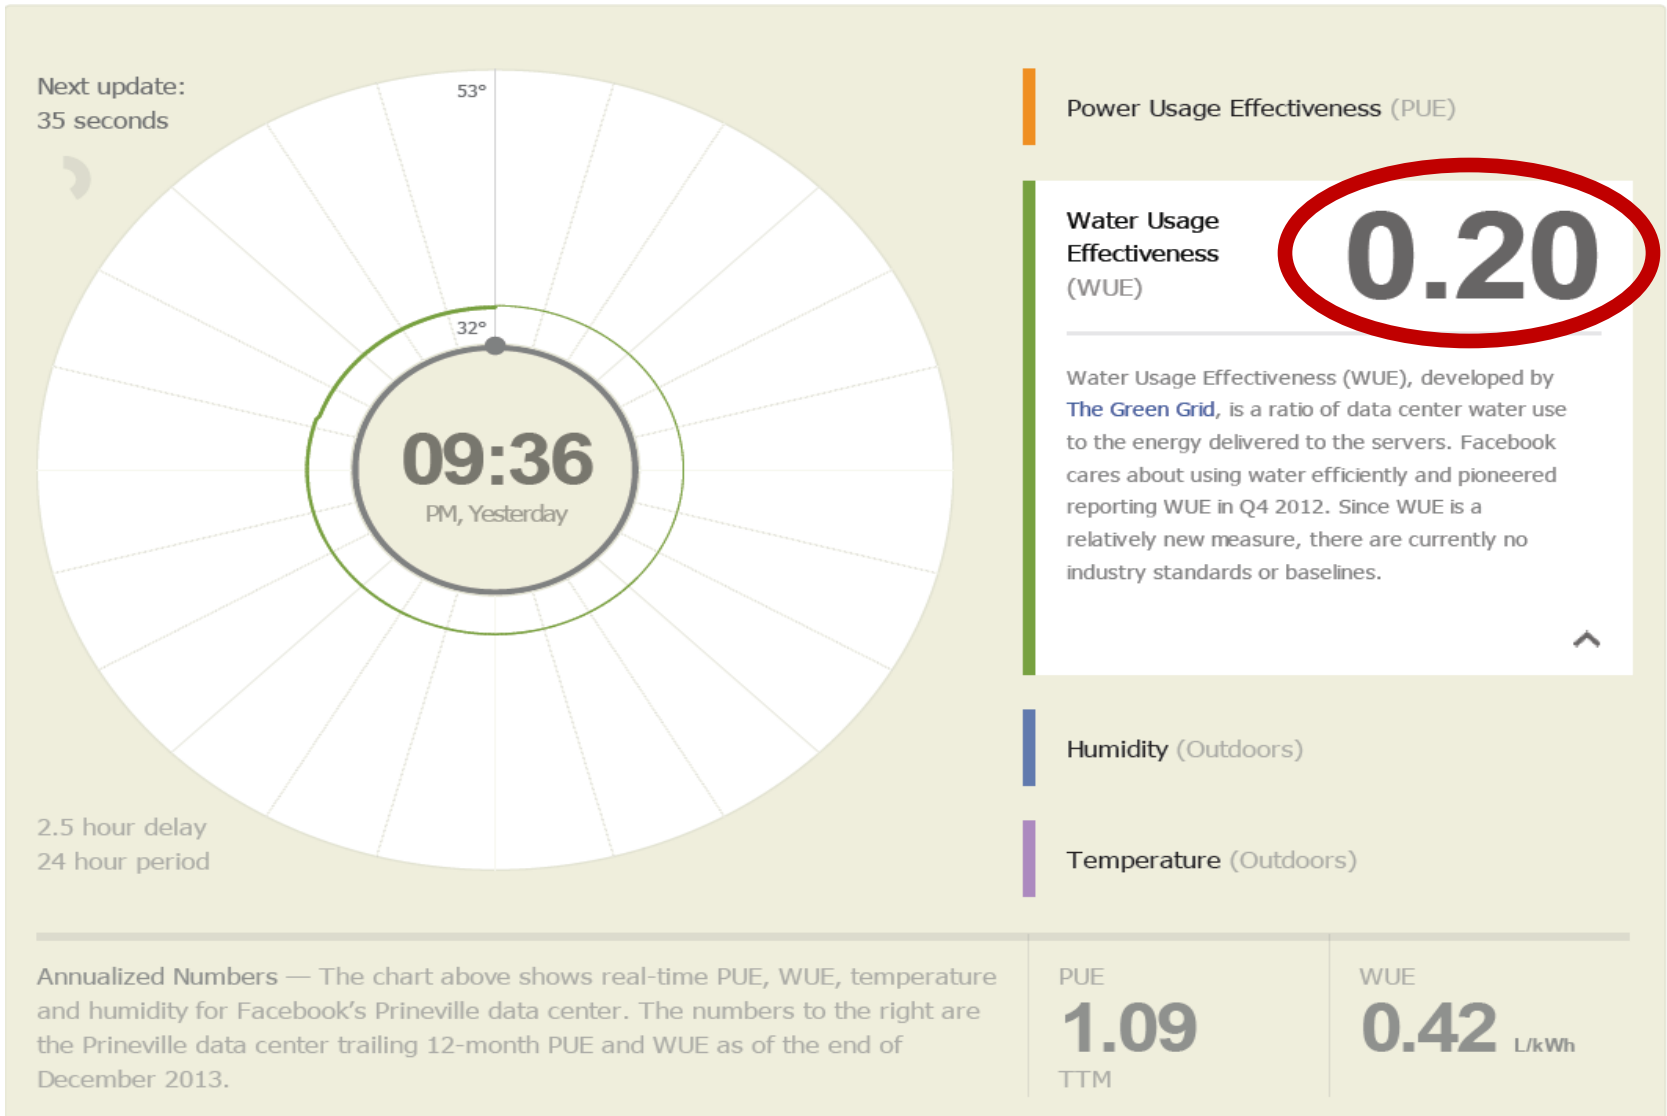 Next update:
35 seconds
53°
32°
09:36
PM, Yesterday
2.5 hour delay
24 hour period
Power Usage Effectiveness (PUE)
Water Usage
Effectiveness
(WUE)
0.20
Water Usage Effectiveness (WUE), developed by
The Green Grid, is a ratio of data center water use
to the energy delivered to the servers. Facebook
cares about using water efficiently and pioneered
reporting WUE in Q4 2012. Since WUE is a
relatively new measure, there are currently no
industry standards or baselines.
Humidity (Outdoors)
Temperature (Outdoors)
Annualized Numbers — The chart above shows real-time PUE, WUE, temperature
and humidity for Facebook's Prineville data center. The numbers to the right are
the Prineville data center trailing 12-month PUE and WUE as of the end of
December 2013.
PUE
1.09
TTM
WUE
0.42 L/kWh